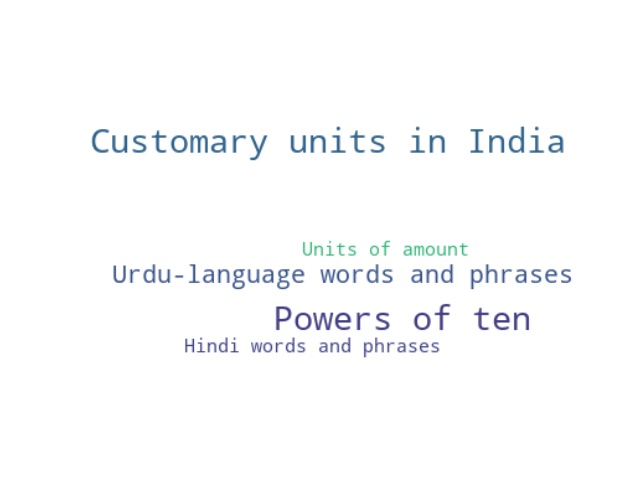 Customary units in India
Units of amount
Urdu-language words and phrases
Powers of ten
Hindi words and phrases